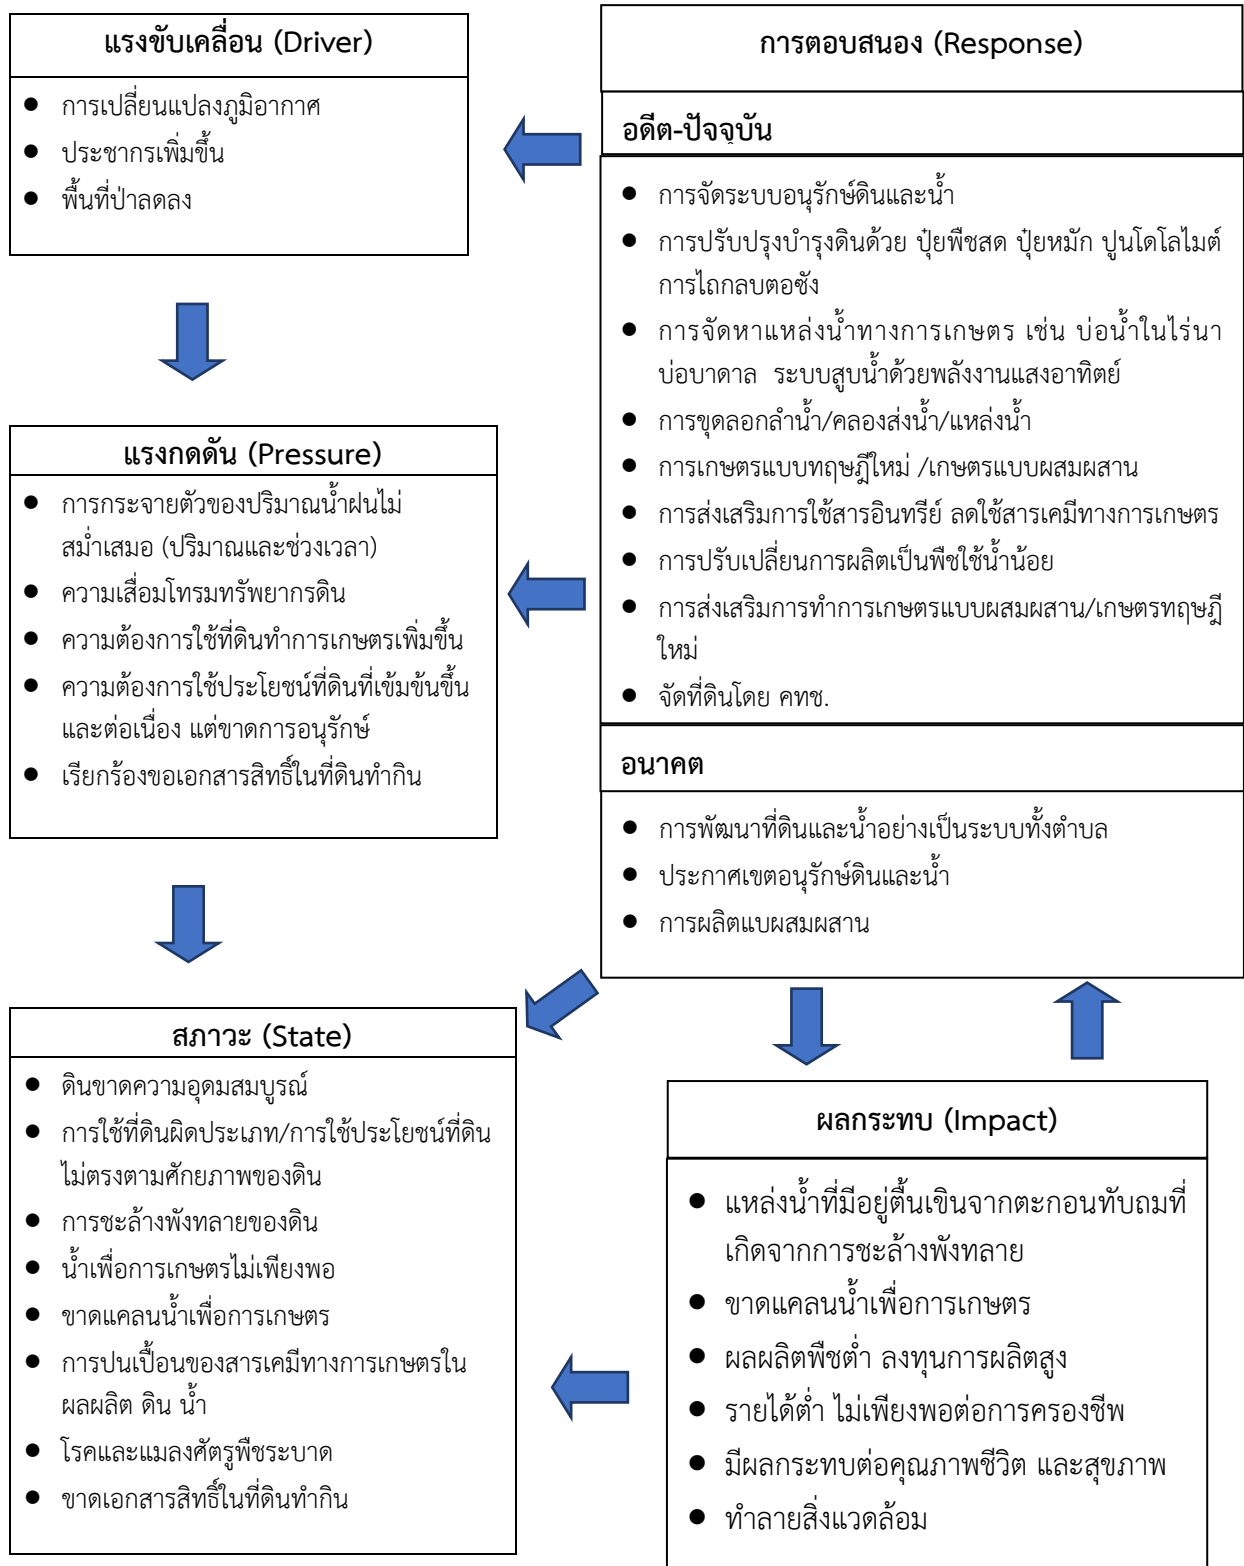 แรงขับเคลื่อน (Driver)
● การเปลี่ยนแปลงภูมิอากาศ
● ประชากรเพิ่มขึ้น
● พื้นที่ป่าลดลง
แรงกดดัน (Pressure)
● การกระจายตัวของปริมาณน้ำฝนไม่
สม่ำเสมอ (ปริมาณและช่วงเวลา)
● ความเสื่อมโทรมทรัพยากรดิน
● ความต้องการใช้ที่ดินทำการเกษตรเพิ่มขึ้น
● ความต้องการใช้ประโยชน์ที่ดินที่เข้มข้นขึ้น
และต่อเนื่อง แต่ขาดการอนุรักษ์
● เรียกร้องขอเอกสารสิทธิ์ในที่ดินทำกิน
สภาวะ (State)
● ดินขาดความอุดมสมบูรณ์
● การใช้ที่ดินผิดประเภท/การใช้ประโยชน์ที่ดิน
ไม่ตรงตามศักยภาพของดิน
● การชะล้างพังทลายของดิน
● น้ำเพื่อการเกษตรไม่เพียงพอ
● ขาดแคลนน้ำเพื่อการเกษตร
● การปนเปื้อนของสารเคมีทางการเกษตรใน
ผลผลิต ดิน น้ำ
● โรคและแมลงศัตรูพืชระบาด
● ขาดเอกสารสิทธิ์ในที่ดินทำกิน
การตอบสนอง (Response)
อดีต-ปัจจุบัน
● การจัดระบบอนุรักษ์ดินและน้ำ
● การปรับปรุงบำรุงดินด้วย ปุ๋ยพืชสด ปุ๋ยหมัก ปูนโดโลไมต์
การไถกลบตอซัง
● การจัดหาแหล่งน้ำทางการเกษตร เช่น บ่อน้ำในไร่นา
บ่อบาดาล ระบบสูบน้ำด้วยพลังงานแสงอาทิตย์
● การขุดลอกลำน้ำ/คลองส่งน้ำ/แหล่งน้ำ
● การเกษตรแบบทฤษฎีใหม่ /เกษตรแบบผสมผสาน
● การส่งเสริมการใช้สารอินทรีย์ ลดใช้สารเคมีทางการเกษตร
● การปรับเปลี่ยนการผลิตเป็นพืชใช้น้ำน้อย
● การส่งเสริมการทำการเกษตรแบบผสมผสาน/เกษตรทฤษฎี
ใหม่
● จัดที่ดินโดย คทช.
อนาคต
● การพัฒนาที่ดินและน้ำอย่างเป็นระบบทั้งตำบล
● ประกาศเขตอนุรักษ์ดินและน้ำ
● การผลิตแบผสมผสาน
ผลกระทบ (Impact)
● แหล่งน้ำที่มีอยู่ตื้นเขินจากตะกอนทับถมที่
เกิดจากการชะล้างพังทลาย
● ขาดแคลนน้ำเพื่อการเกษตร
● ผลผลิตพืชต่ำ ลงทุนการผลิตสูง
● รายได้ต่ำ ไม่เพียงพอต่อการครองชีพ
● มีผลกระทบต่อคุณภาพชีวิต และสุขภาพ
● ทำลายสิ่งแวดล้อม